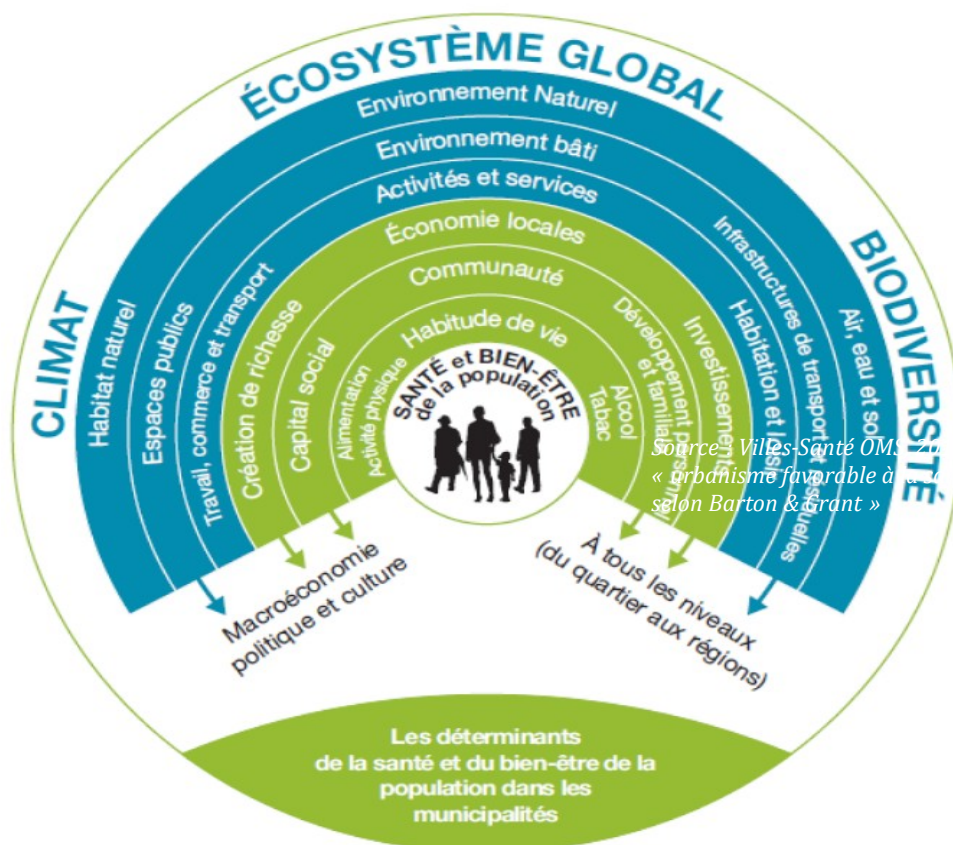 ÉCOSYSTÈME GLOBAL
CLIMAT
BIODIVERSITÉ
Environnement Naturel
Habitat naturel
Air, eau et sol
Environnement bâti
Espaces publics
Infrastructures de transport et
Activités et services
Travail, commerce et transport
Habitation et
Économie locales
Création de richesse
Investissements
Communauté
Capital social
Développement personnel
et familial
Habitude de vie
Alimentation
Activité physique
Alcool
Tabac
SANTÉ et BIEN-ÊTRE
de la population
Source : Villes-Santé OMS, 20
« urbanisme favorable à la
selon Barton & Grant »
Macroéconomie
politique et culture
À tous les niveaux
(du quartier aux régions)
Les déterminants
de la santé et du bien-être de la
population dans les
municipalités